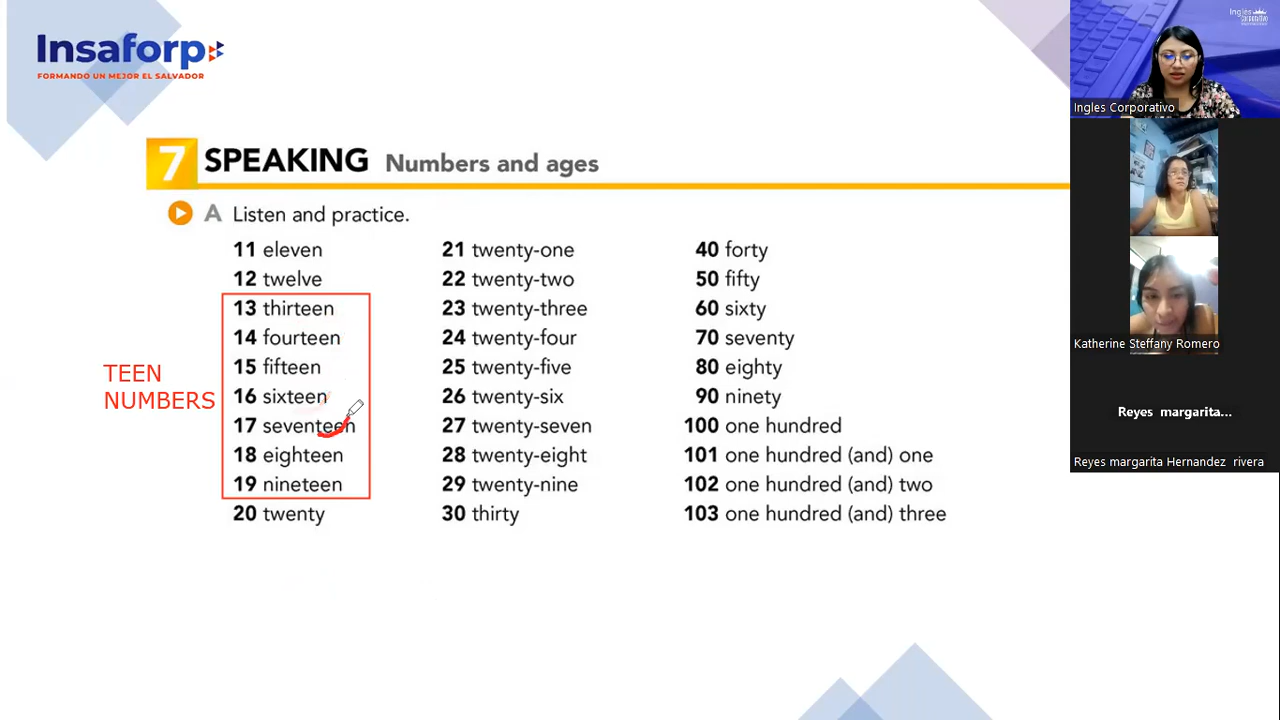 Insaforp
FORMANDO UN MEJOR EL SALVADOR
7 SPEAKING Numbers and ages
A Listen and practice.
11 eleven
12 twelve
13 thirteen
14 fourteen
15 fifteen
16 sixteen
17 seventeen
18 eighteen
19 nineteen
20 twenty
TEEN
NUMBERS
21 twenty-one
22 twenty-two
23 twenty-three
24 twenty-four
25 twenty-five
26 twenty-six
27 twenty-seven
28 twenty-eight
29 twenty-nine
30 thirty
40 forty
50 fifty
60 sixty
70 seventy
80 eighty
90 ninety
100 one hundred
101 one hundred (and) one
102 one hundred (and) two
103 one hundred (and) three
Ingles
Corporativo
Ingles Corporativo
Katherine Steffany Romero
Reyes margarita...
Reyes margarita Hernandez rivera